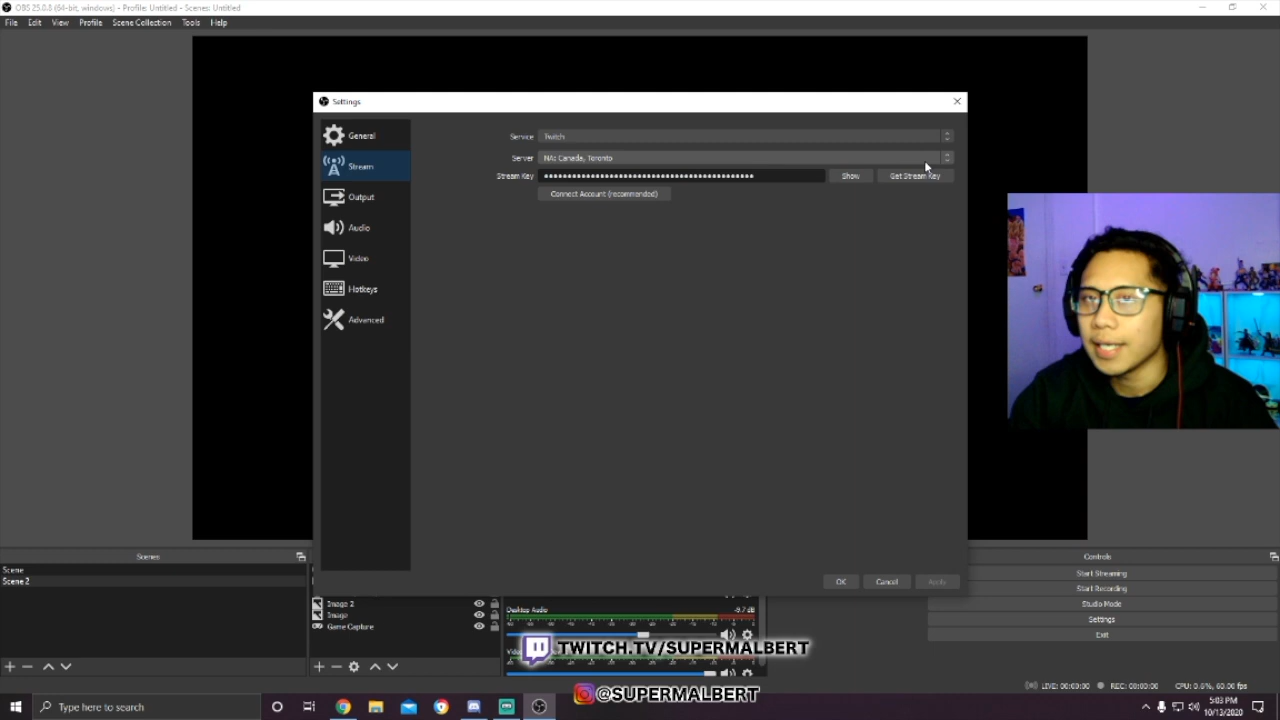 OBS 25.0.8 (64-bit, windows) - Profile: Untitled - Scenes: Untitled
File Edit View Profile Scene Collection Tools Help
Settings
General
Stream
Output
Audio
Video
Hotkeys
Advanced
Service Twitch
Server NA: Canada, Toronto
Stream Key ●●●●●●●●●●●●●●●●●●●●●●●●●●●●●●●●●●●●●●●●●●●●●●●●●● Show Get Stream Key
Connect Account (recommended)
OK Cancel Apply
Scenes
Scene
Scene 2
Image 2
Image
Game Capture
Desktop Audio -9.7 dB
Controls
Start Streaming
Start Recording
Studio Mode
Settings
Exit
TWITCH.TV/SUPERMALBERT
@SUPERMALBERT
LIVE: 00:00:00 REC: 00:00:00 CPU: 0.6%, 60.00 fps
Type here to search
5:03 PM
10/13/2020